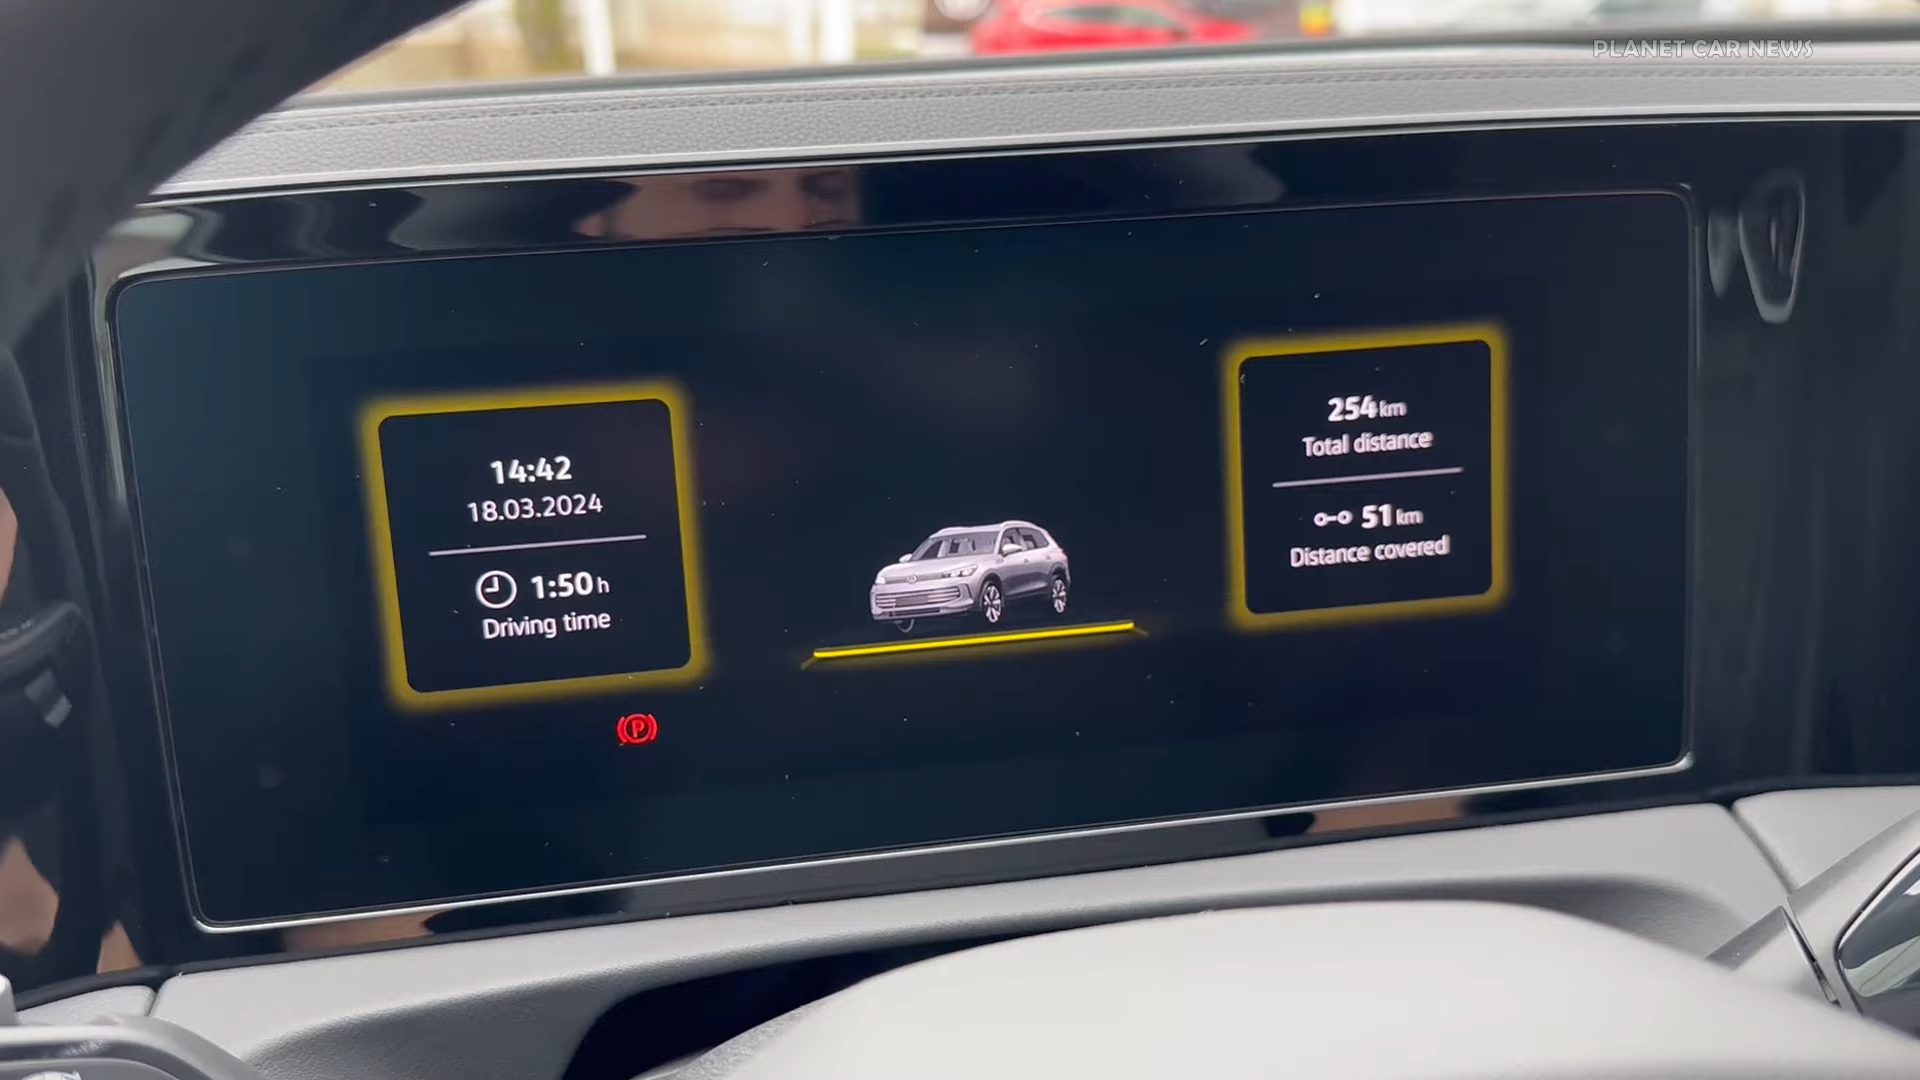 PLANET CAR NEWS
14:42
18.03.2024
1:50 h
Driving time
254 km
Total distance
51 km
Distance covered
P